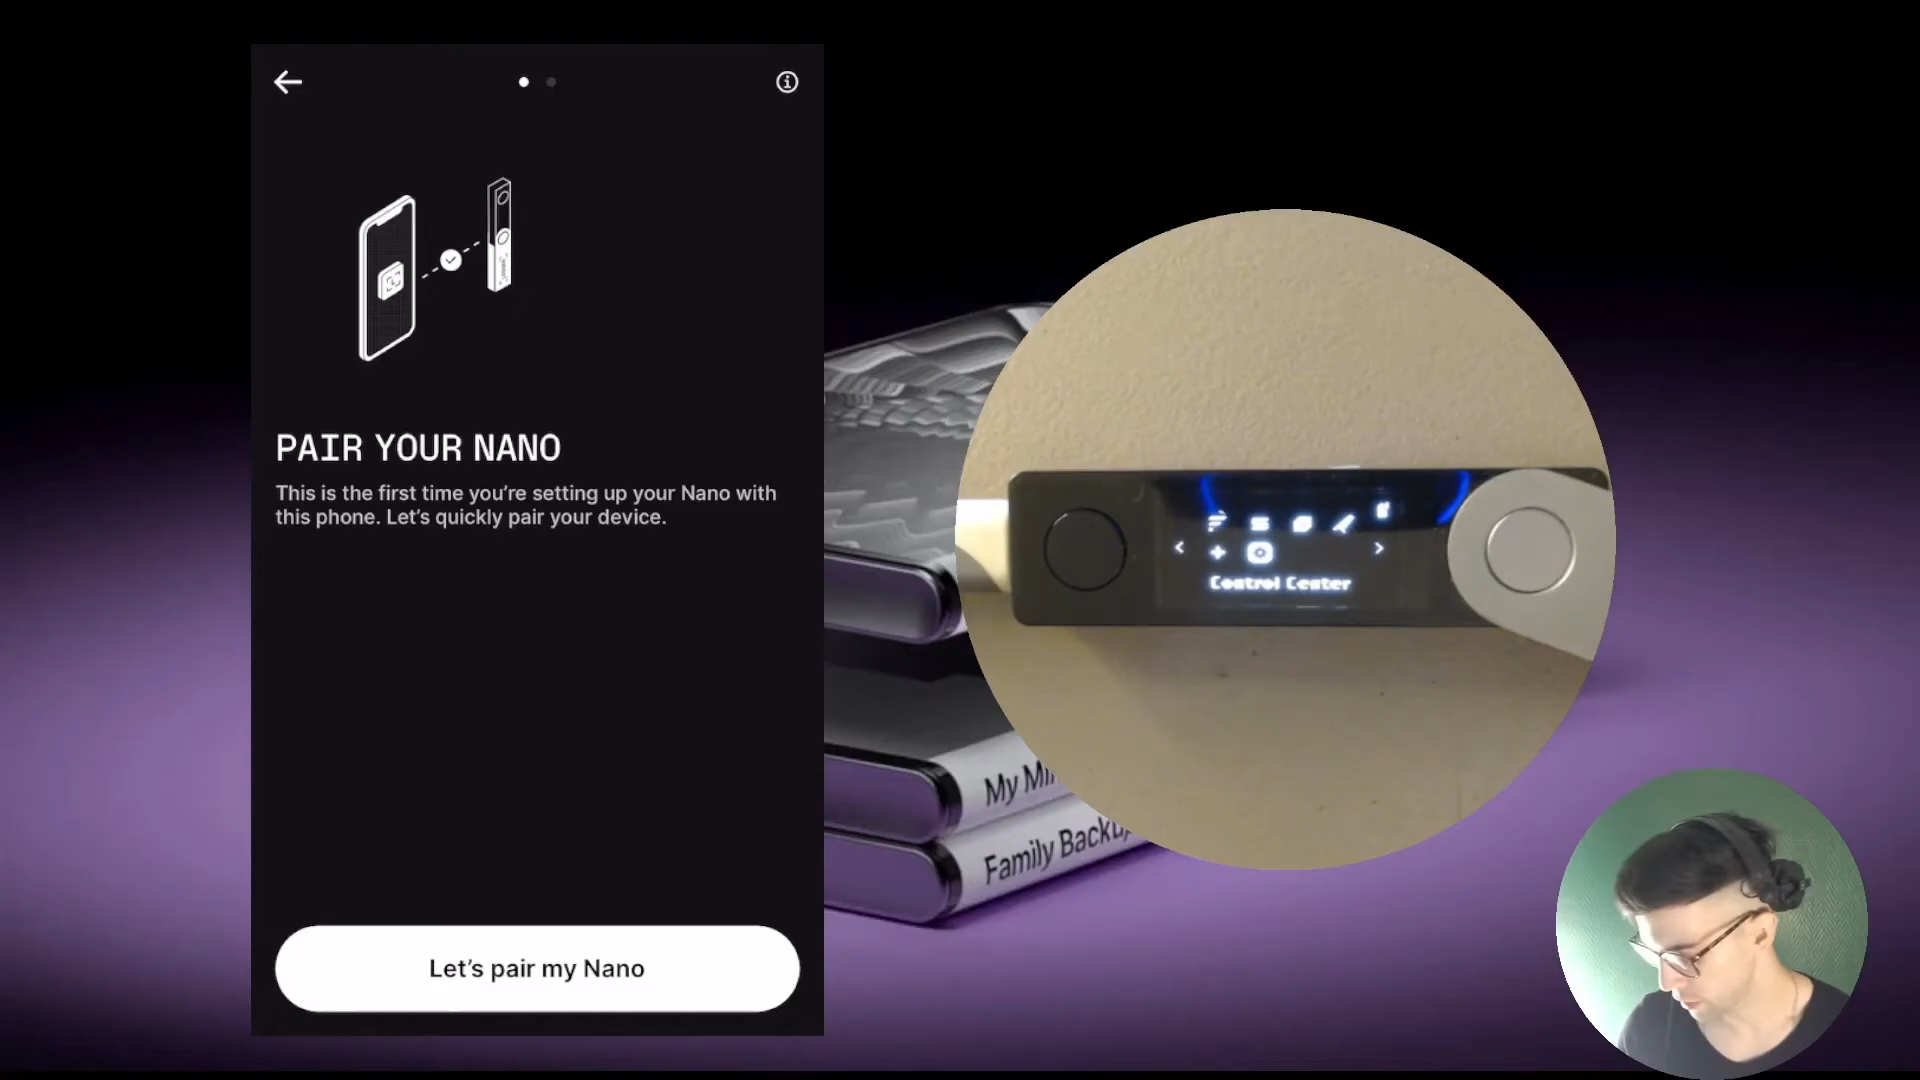 PAIR YOUR NANO
This is the first time you're setting up your Nano with
this phone. Let's quickly pair your device.
Let's pair my Nano
Control Center
My
Family